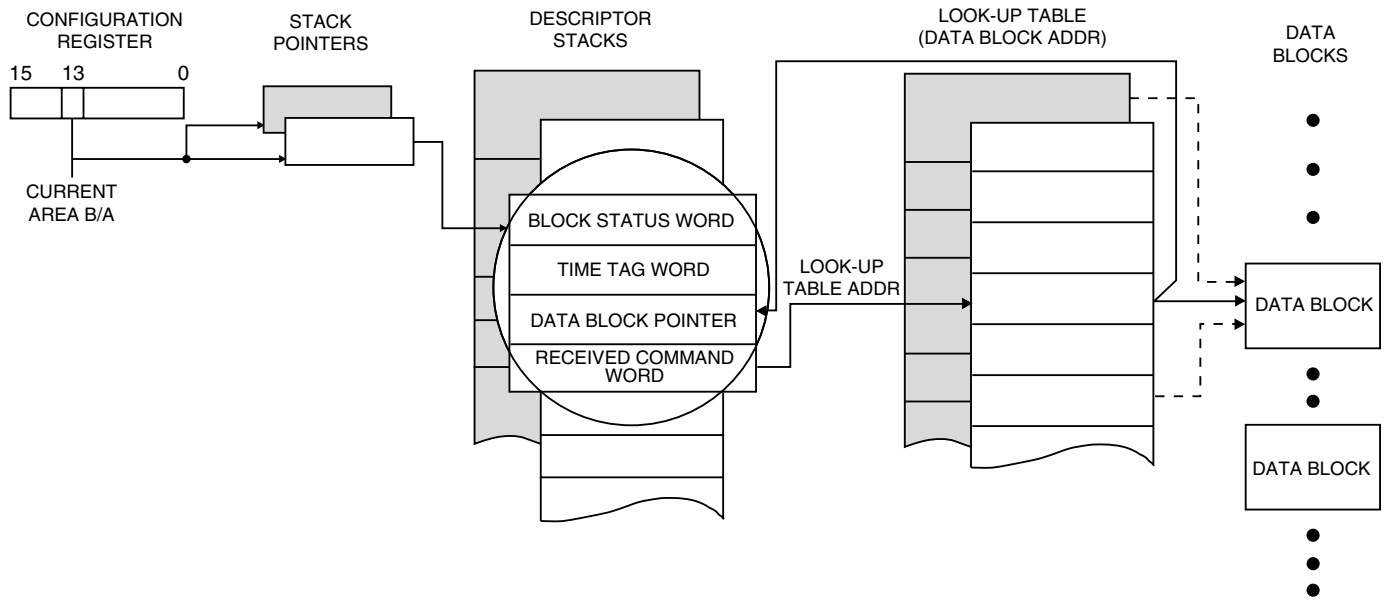 CONFIGURATION
REGISTER
15 13 0
CURRENT
AREA B/A
STACK
POINTERS
DESCRIPTOR
STACKS
BLOCK STATUS WORD
TIME TAG WORD
DATA BLOCK POINTER
RECEIVED COMMAND
WORD
LOOK-UP
TABLE ADDR
LOOK-UP TABLE
(DATA BLOCK ADDR)
DATA
BLOCKS
DATA BLOCK
DATA BLOCK